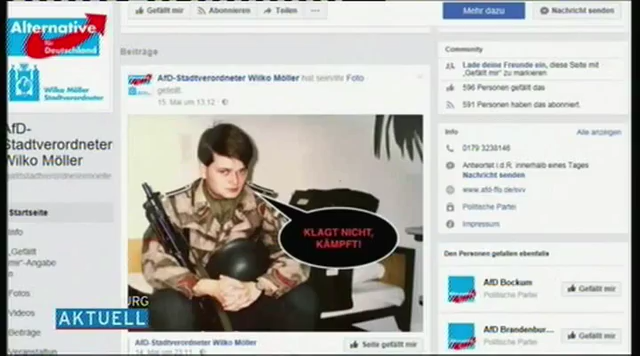 Gefällt mir Abonnieren Teilen
Mehr dazu
Nachricht senden
Alternative
für
Deutschland
Wilko Möller
Stadtverordneter
AfD-
Stadtverordneter
Wilko Möller
Startseite
Info
„Gefällt
mir“-Angabe
Fotos
Videos
Beiträge
Beiträge
AfD-Stadtverordneter Wilko Möller hat sein/ihr Foto
geteilt.
15. Mai um 13:12
KLAGT NICHT,
KÄMPFT!
AfD-Stadtverordneter Wilko Möller
Seite gefällt mir
Community
Lade deine Freunde ein, diese Seite mit
„Gefällt mir“ zu markieren
596 Personen gefällt das
591 Personen haben das abonniert.
Info
Alle anzeigen
0179 3238146
Antwortet i.d.R. innerhalb eines Tages
Nachricht senden
www.afd-ffo.de/svv
Politische Partei
Impressum
Den Personen gefallen ebenfalls
AfD Bockum
Politische Partei
Gefällt mir
AfD Brandenbur...
Politische Partei
Gefällt mir
BURG
AKTUELL